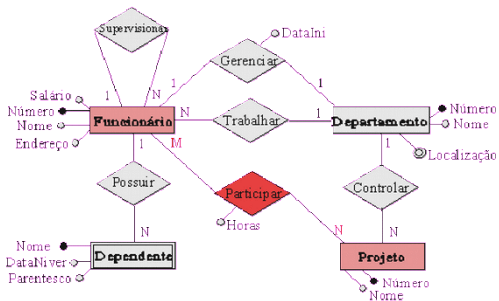 Supervisionar
DataIni
Gerenciar
1
N
1
1
Salário
Número
Nome
Endereço
Funcionário
N
Trabalhar
1
Departamento
Número
Nome
Localização
1
M
1
Possuir
Participar
Controlar
Horas
N
N
N
Nome
DataNiver
Parentesco
Dependente
Projeto
Número
Nome